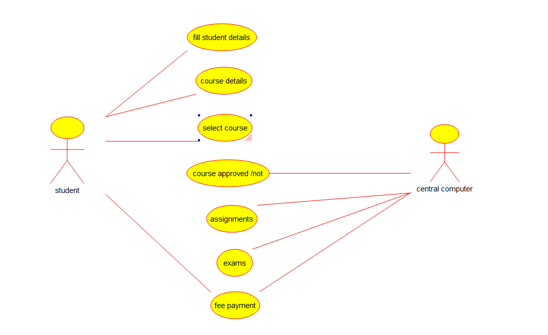 fill student details
course details
select course
course approved /not
student
central computer
assignments
exams
fee payment